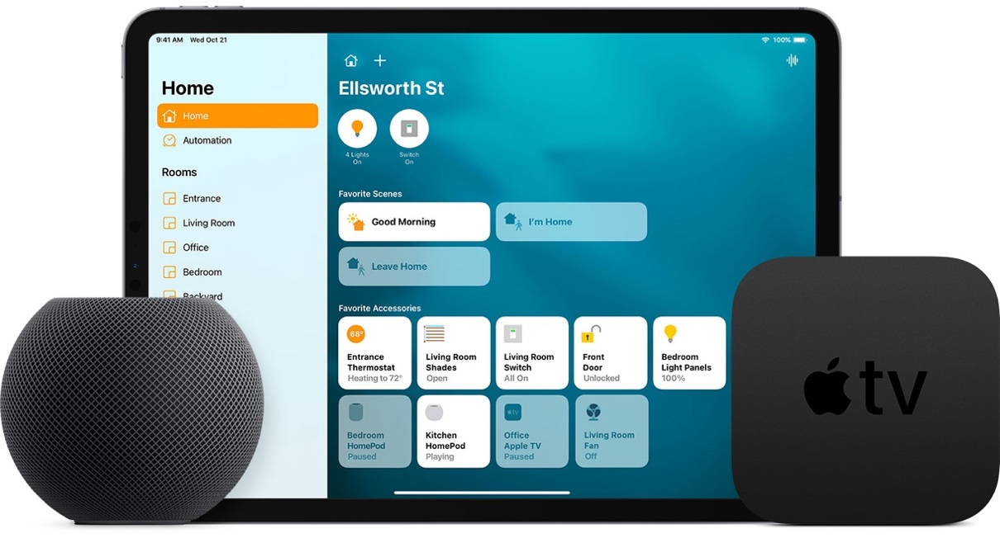 9:41 AM Wed Oct 21
100%
Home
Home
Automation
Rooms
Entrance
Living Room
Office
Bedroom
Backyard
Ellsworth St
4 Lights
On
Switch
On
Favorite Scenes
Good Morning
I'm Home
Leave Home
Favorite Accessories
68°
Entrance
Thermostat
Heating to 72°
Living Room
Shades
Open
Living Room
Switch
All On
Front
Door
Unlocked
Bedroom
Light Panels
100%
Bedroom
HomePod
Paused
Kitchen
HomePod
Playing
tv
Office
Apple TV
Paused
Living Room
Fan
Off
tv